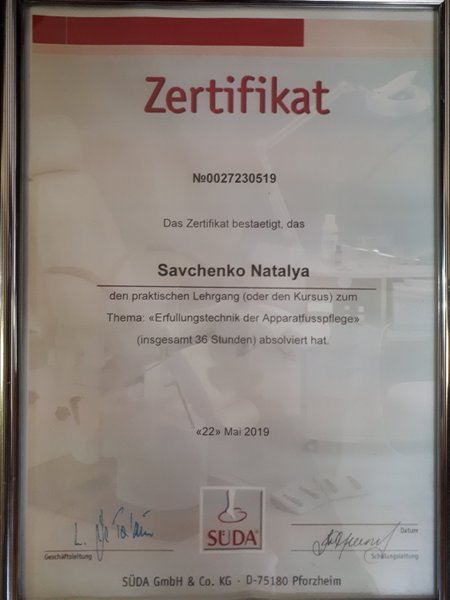 Zertifikat
№0027230519
Das Zertifikat bestaetigt, das
Savchenko Natalya
den praktischen Lehrgang (oder den Kursus) zum
Thema: «Erfullungstechnik der Apparatfusspflege»
(insgesamt 36 Stunden) absolviert hat.
«22» Mai 2019
SÜDA
Datum
Geschäftsleitung
Schulungsleitung
SÜDA GmbH & Co. KG · D-75180 Pforzheim